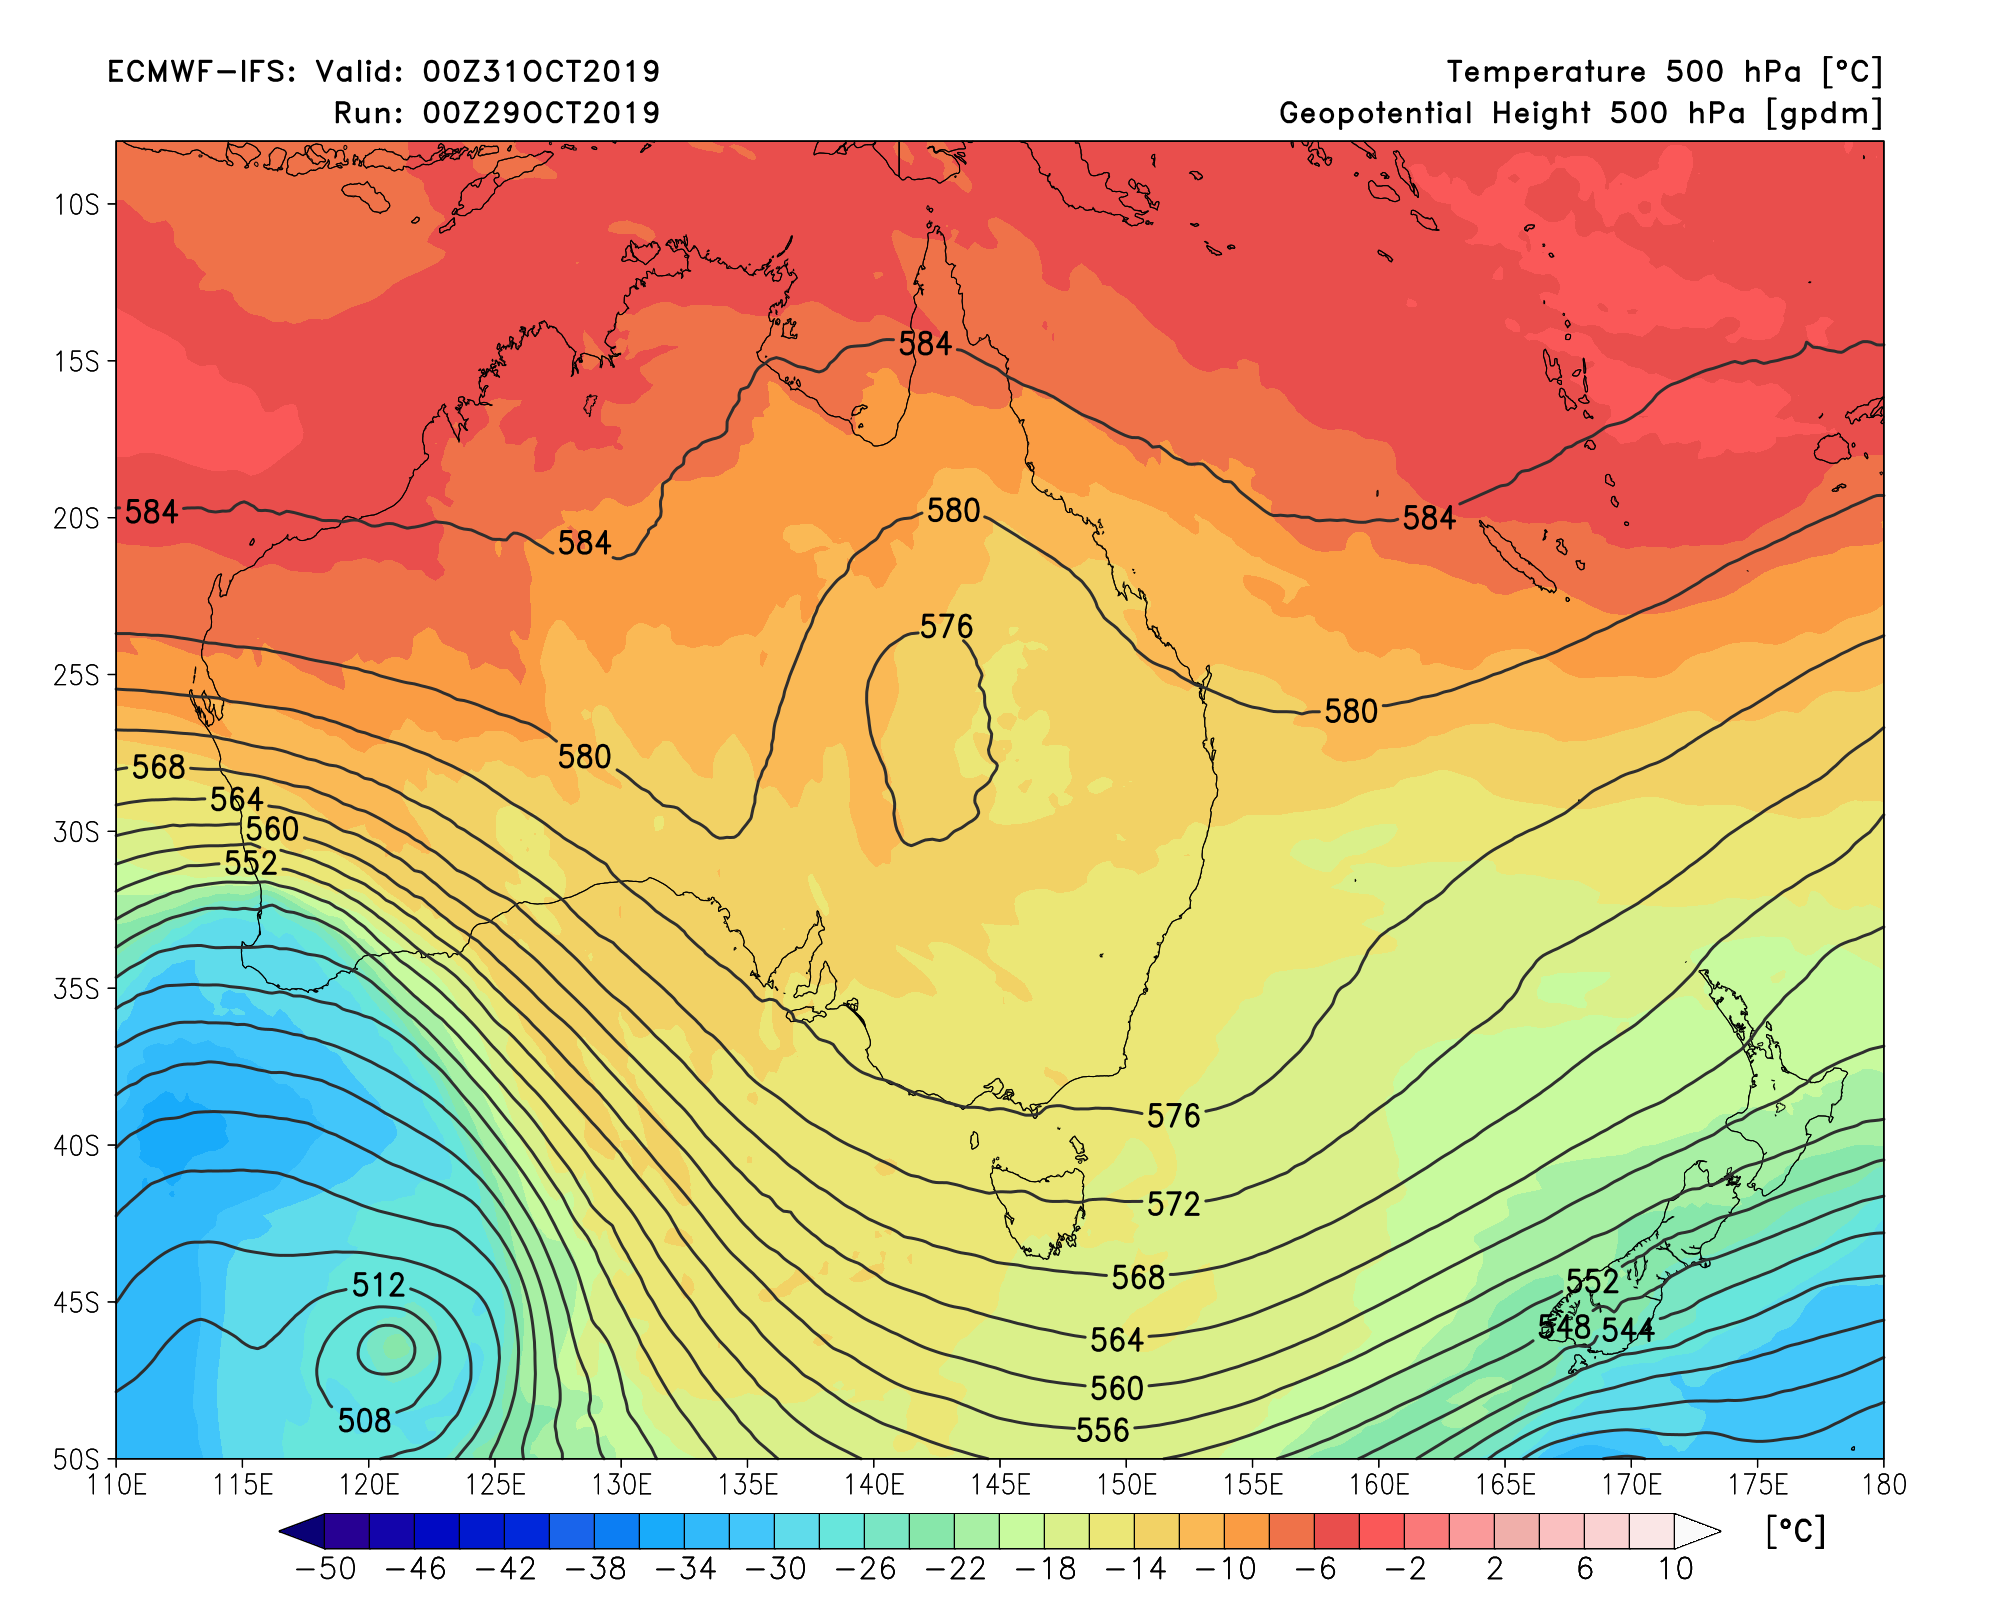 ECMWF-IFS: Valid: 00Z31OCT2019
Temperature 500 hPa [°C]
Run: 00Z29OCT2019
Geopotential Height 500 hPa [gpdm]
10S
15S
20S
25S
30S
35S
40S
45S
50S
584
584
584
584
580
580
580
576
568
564
560
552
576
572
568
564
560
556
512
508
552
548
544
110E 115E 120E 125E 130E 135E 140E 145E 150E 155E 160E 165E 170E 175E 180
[°C]
-50 -46 -42 -38 -34 -30 -26 -22 -18 -14 -10 -6 -2 2 6 10